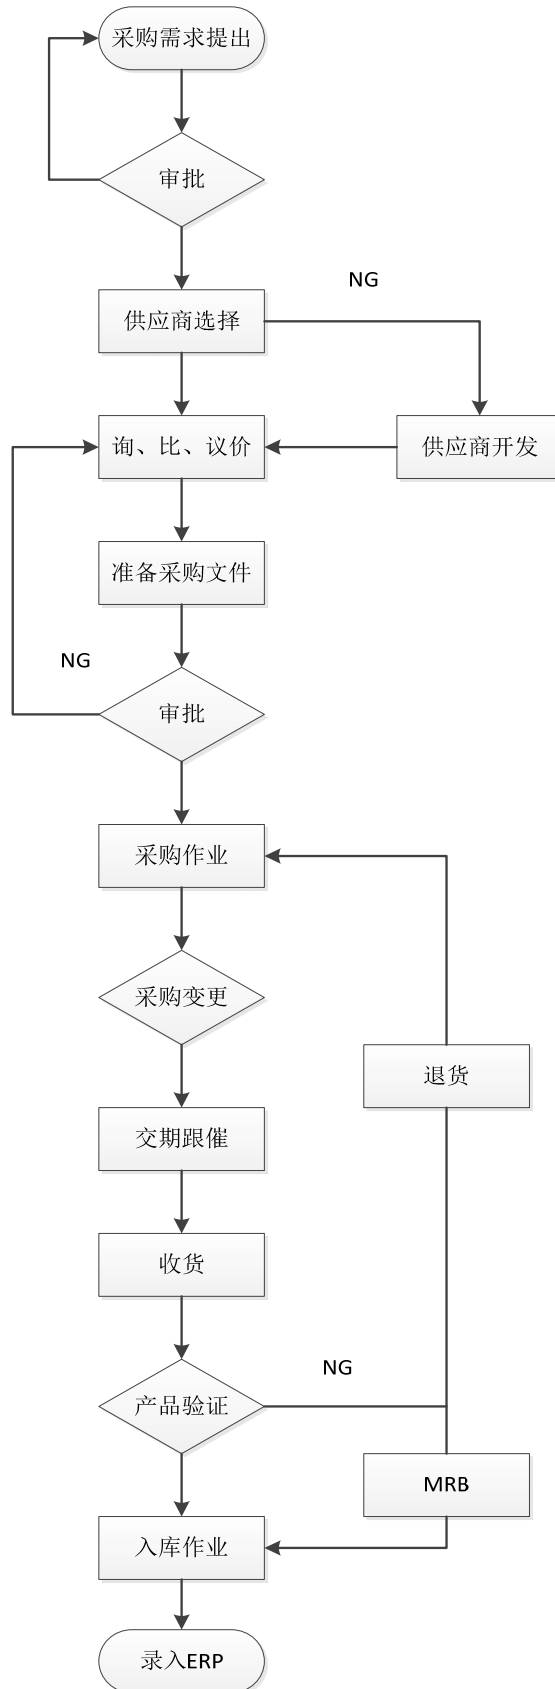 采购需求提出
审批
NG
供应商选择
询、比、议价
供应商开发
准备采购文件
NG
审批
采购作业
采购变更
退货
交期跟催
收货
NG
产品验证
MRB
入库作业
录入ERP